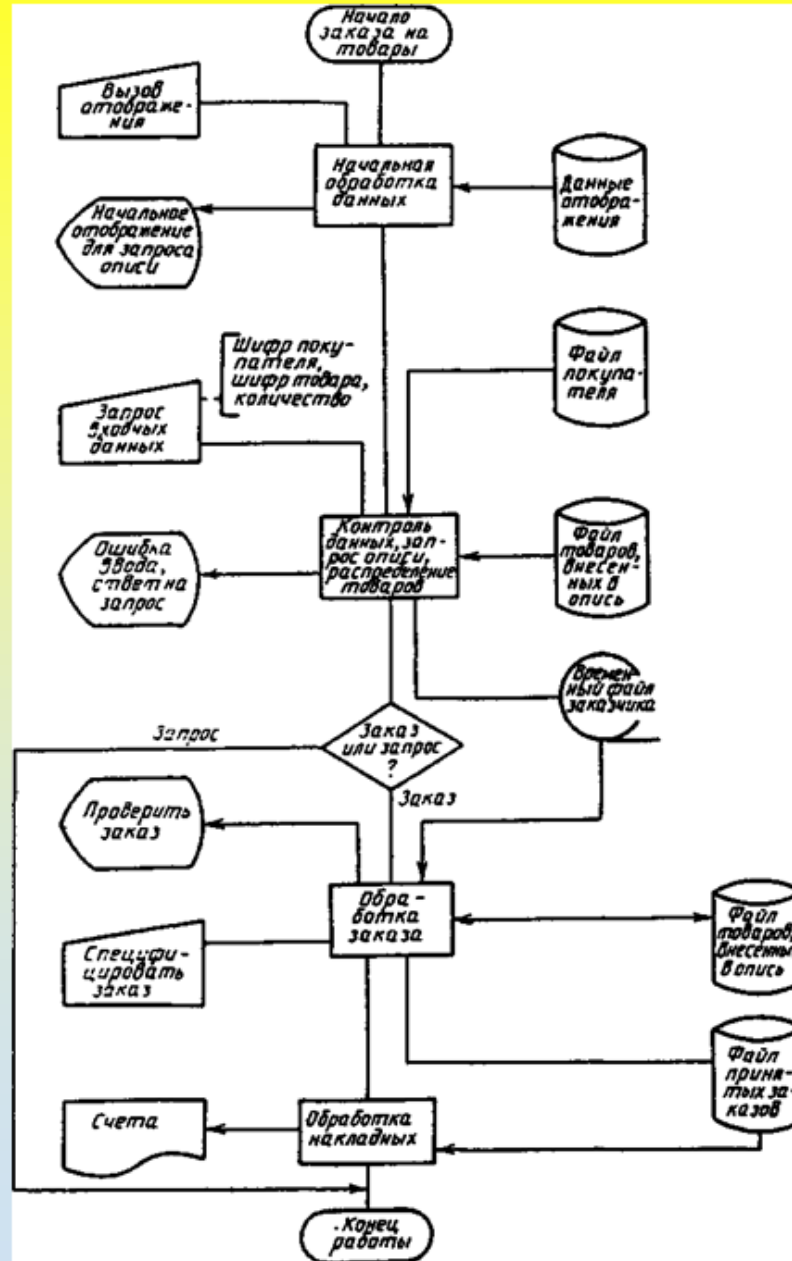 Начало
заказа на
товары
Вызов
отображе-
ния
Начальная
обработка
данных
Данные
отобра-
жения
Начальное
отображение
для запроса
описи
Шифр поку-
пателя,
шифр товара,
количество
Файл
покупа-
теля
Запрос
входных
данных
Контроль
данных, зап-
рос описи,
распределение
товаров
Файл
товаров,
внесен-
ных в
опись
Ошибка
ввода,
ответ на
запрос
Времен-
ный файл
заказчика
Запрос
Заказ
или запрос
?
Заказ
Проверить
заказ
Обра-
ботка
заказа
Файл
товаров,
внесенных
в опись
Специфи-
цировать
заказ
Файл
приня-
тых за-
казов
Счета
Обработка
накладных
Конец
работы